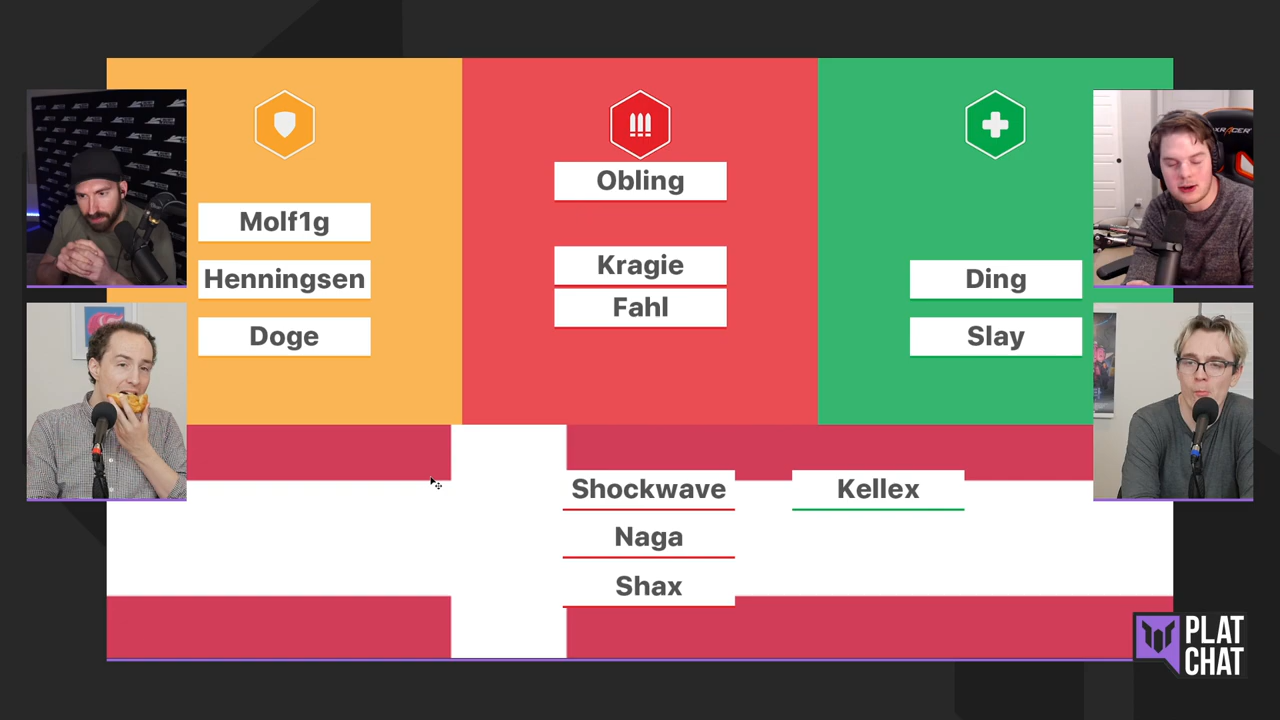 Molf1g
Henningsen
Doge
Obling
Kragie
Fahl
Ding
Slay
Shockwave
Naga
Shax
Kellex
PLAT
CHAT